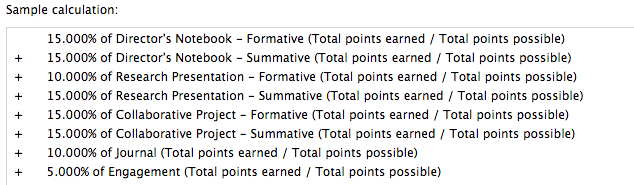 Sample calculation:
15.000% of Director's Notebook – Formative (Total points earned / Total points possible)
+ 15.000% of Director's Notebook – Summative (Total points earned / Total points possible)
+ 10.000% of Research Presentation – Formative (Total points earned / Total points possible)
+ 15.000% of Research Presentation – Summative (Total points earned / Total points possible)
+ 15.000% of Collaborative Project – Formative (Total points earned / Total points possible)
+ 15.000% of Collaborative Project – Summative (Total points earned / Total points possible)
+ 10.000% of Journal (Total points earned / Total points possible)
+ 5.000% of Engagement (Total points earned / Total points possible)